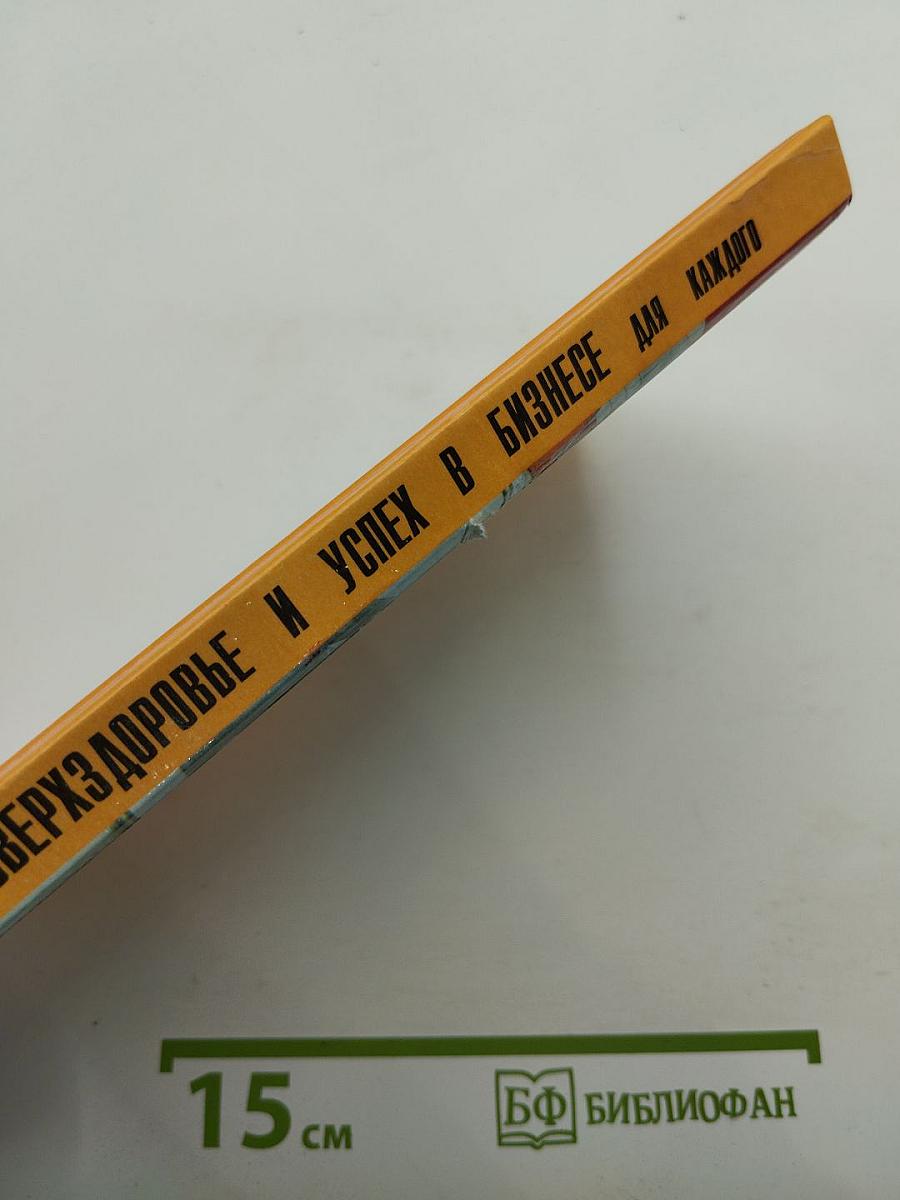 ВЕРХЗДОРОВЬЕ И УСПЕХ В БИЗНЕСЕ ДЛЯ КАЖДОГО
15 см
БФ БИБЛИОФАН